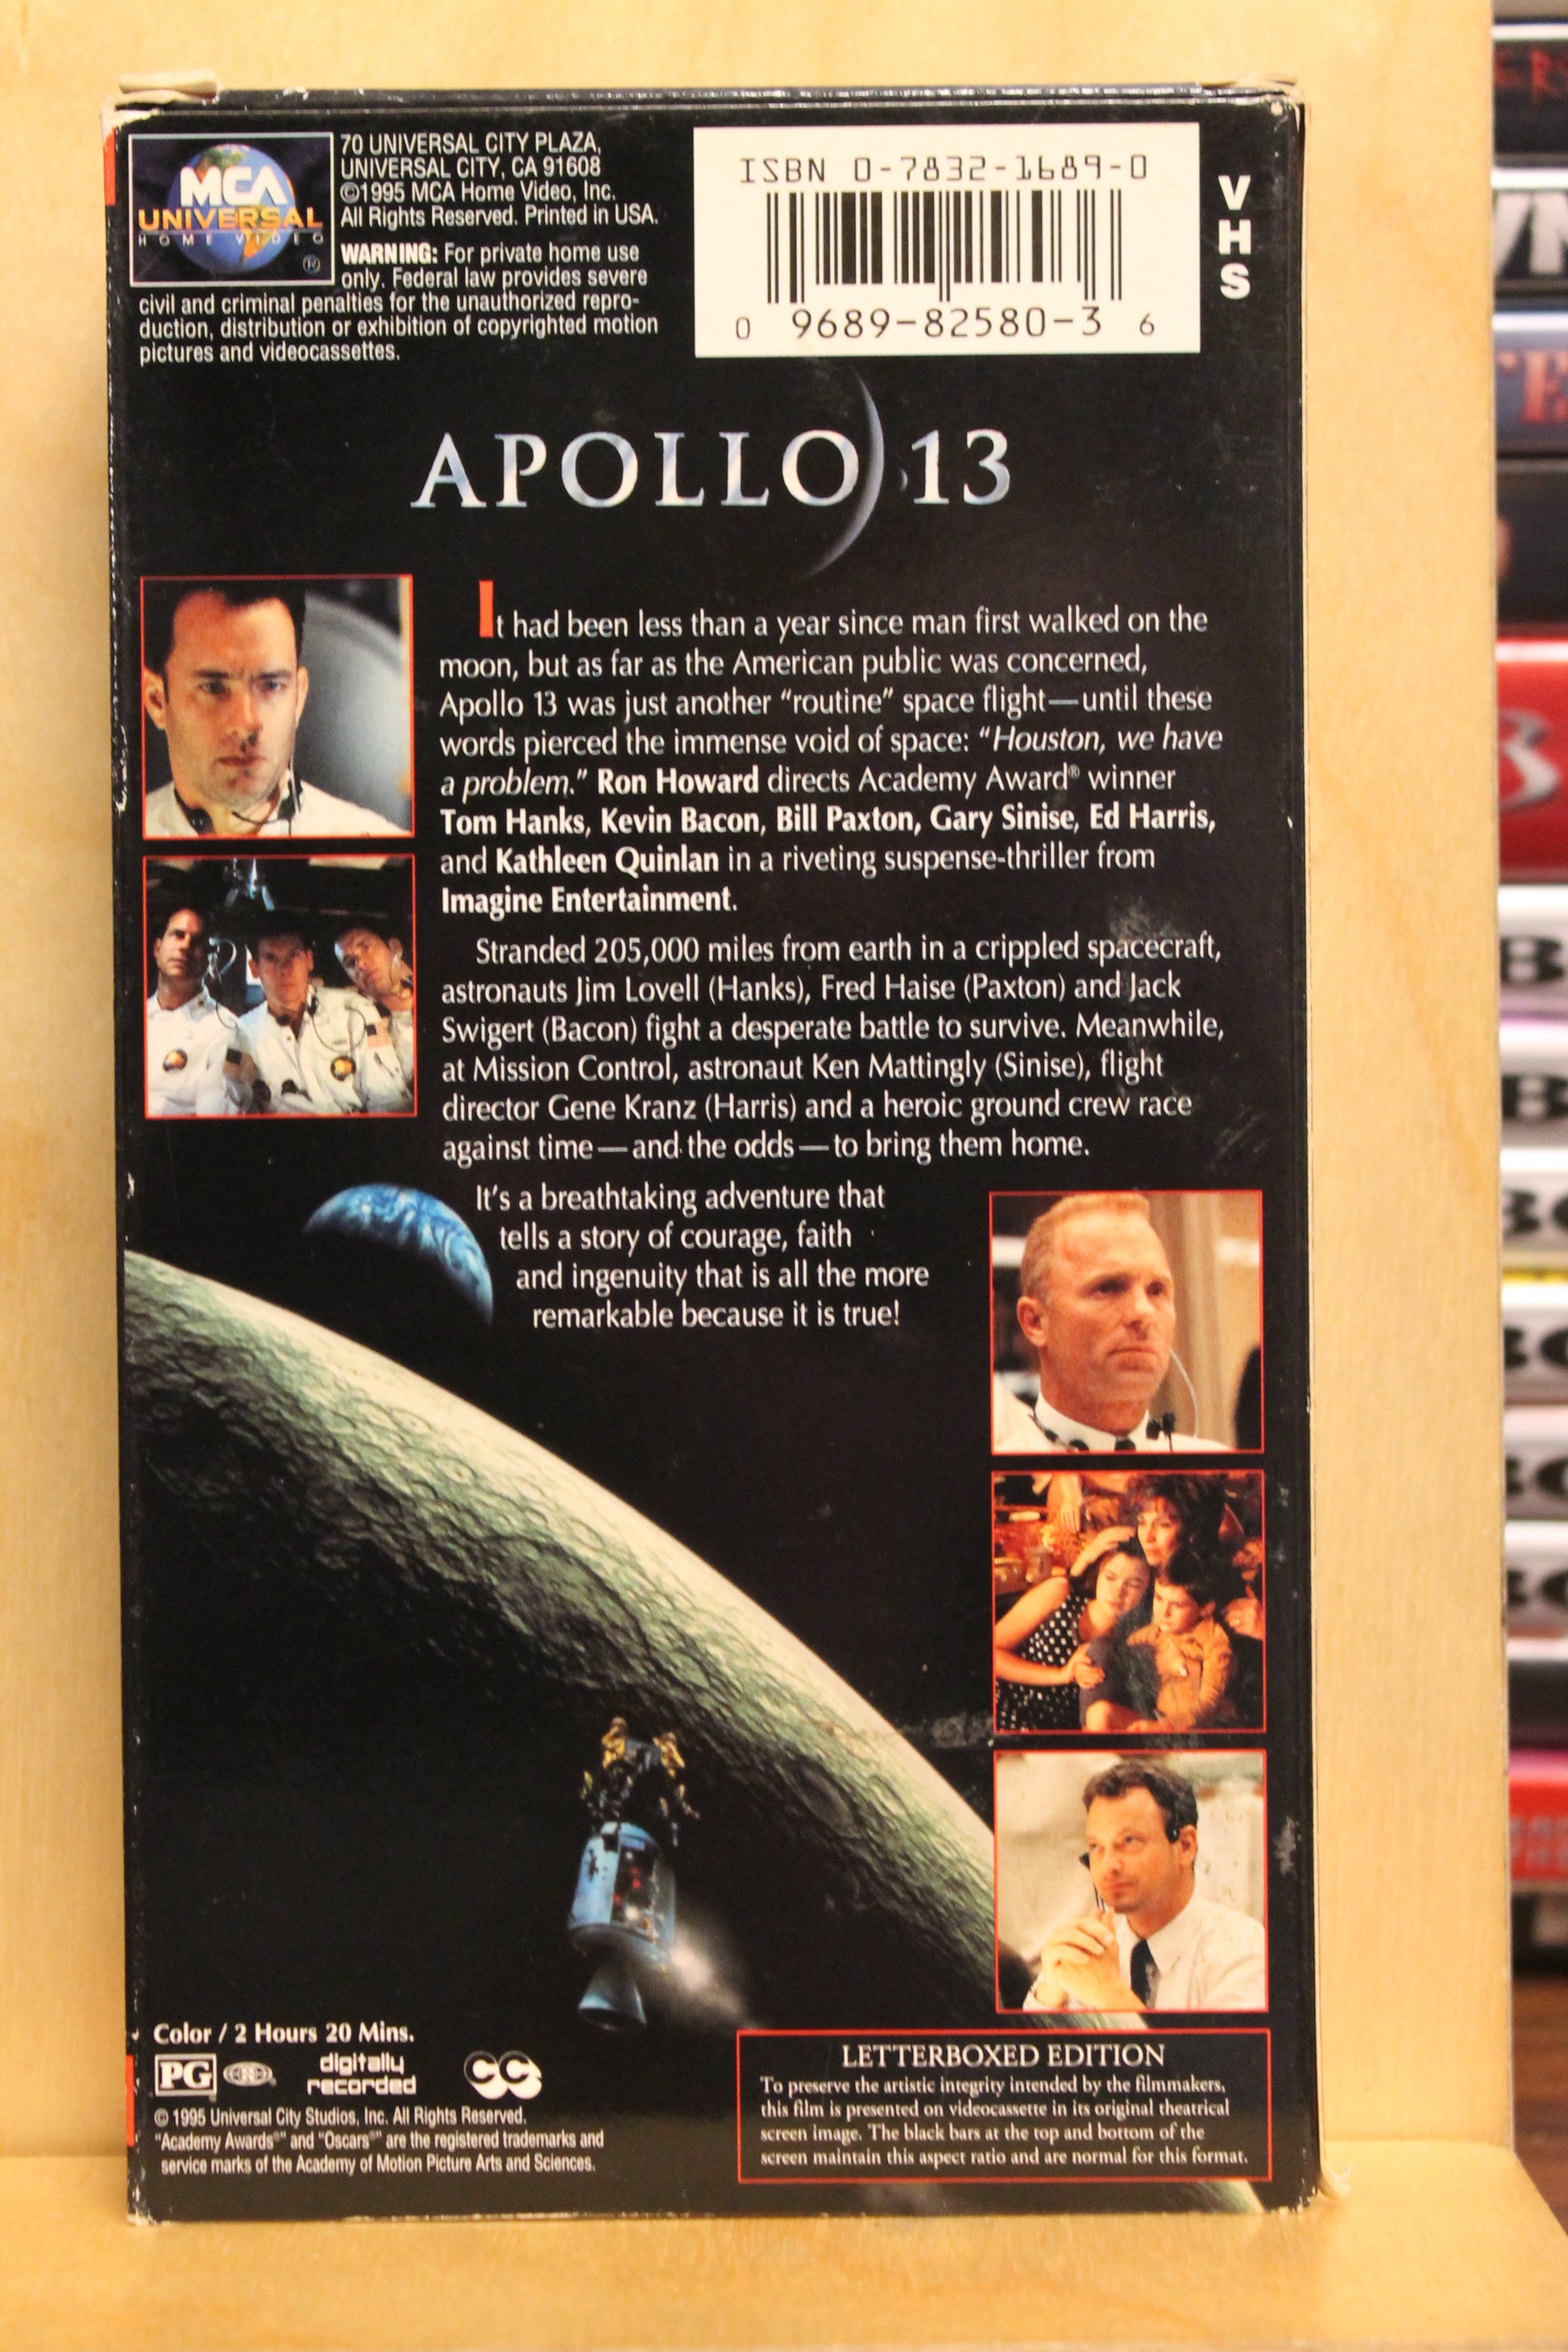 MCA
UNIVERSAL
HOME VIDEO
®
70 UNIVERSAL CITY PLAZA,
UNIVERSAL CITY, CA 91608
©1995 MCA Home Video, Inc.
All Rights Reserved. Printed in USA.
WARNING: For private home use
only. Federal law provides severe
civil and criminal penalties for the unauthorized repro-
duction, distribution or exhibition of copyrighted motion
pictures and videocassettes.
ISBN 0-7832-1689-0
0 9689-82580-3 6
VHS
APOLLO 13
It had been less than a year since man first walked on the
moon, but as far as the American public was concerned,
Apollo 13 was just another “routine” space flight—until these
words pierced the immense void of space: “Houston, we have
a problem.” Ron Howard directs Academy Award® winner
Tom Hanks, Kevin Bacon, Bill Paxton, Gary Sinise, Ed Harris,
and Kathleen Quinlan in a riveting suspense-thriller from
Imagine Entertainment.
Stranded 205,000 miles from earth in a crippled spacecraft,
astronauts Jim Lovell (Hanks), Fred Haise (Paxton) and Jack
Swigert (Bacon) fight a desperate battle to survive. Meanwhile,
at Mission Control, astronaut Ken Mattingly (Sinise), flight
director Gene Kranz (Harris) and a heroic ground crew race
against time—and the odds—to bring them home.
It's a breathtaking adventure that
tells a story of courage, faith
and ingenuity that is all the more
remarkable because it is true!
Color / 2 Hours 20 Mins.
PG
digitally
recorded
CC
© 1995 Universal City Studios, Inc. All Rights Reserved.
“Academy Awards®” and “Oscars®” are the registered trademarks and
service marks of the Academy of Motion Picture Arts and Sciences.
LETTERBOXED EDITION
To preserve the artistic integrity intended by the filmmakers,
this film is presented on videocassette in its original theatrical
screen image. The black bars at the top and bottom of the
screen maintain this aspect ratio and are normal for this format.